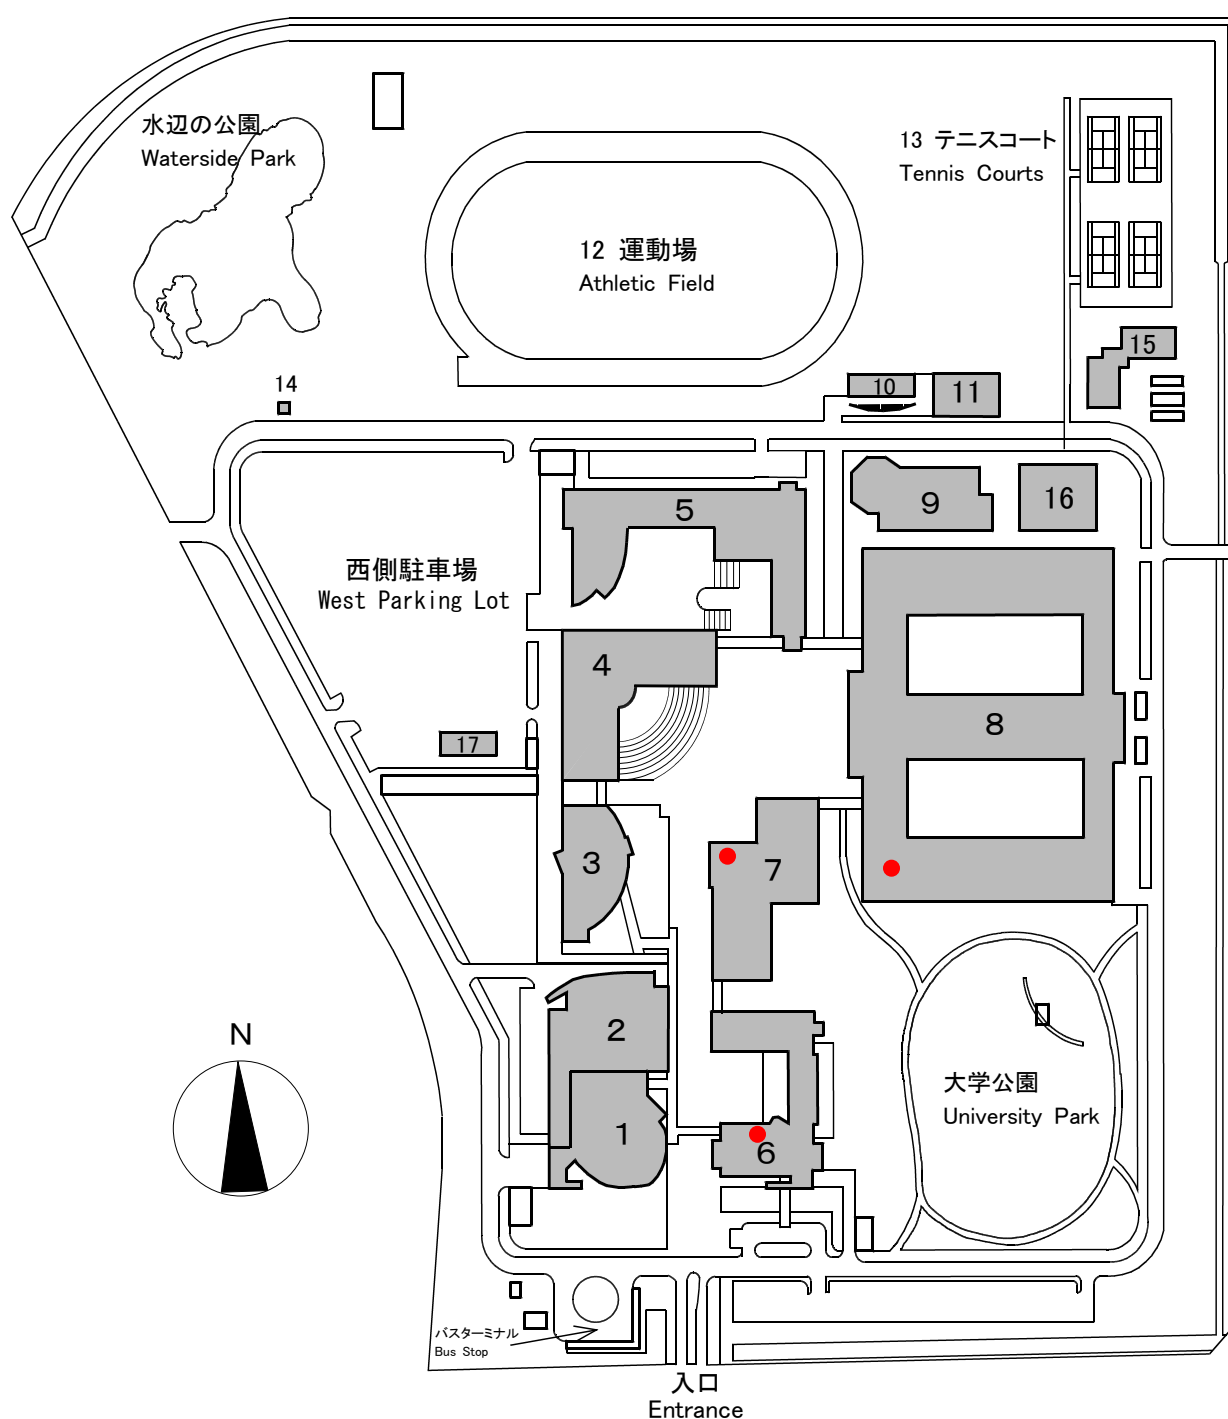 水辺の公園
Waterside Park
13 テニスコート
Tennis Courts
12 運動場
Athletic Field
15
14
10
11
5
9
16
西側駐車場
West Parking Lot
4
8
17
3
7
N
2
大学公園
University Park
1
6
バスターミナル
Bus Stop
入口
Entrance